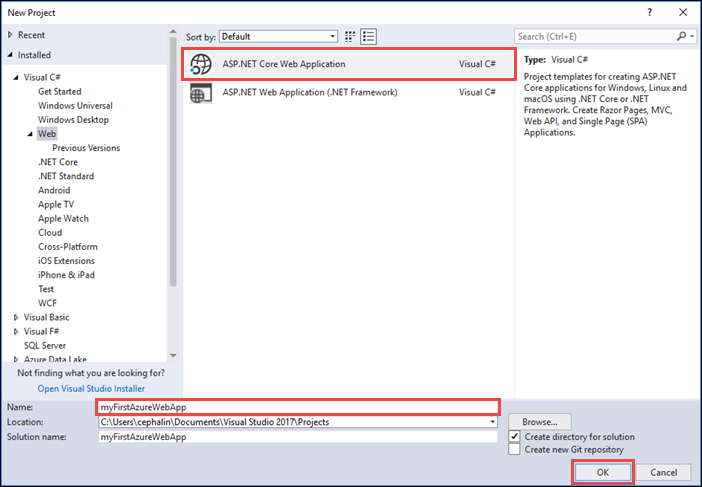 New Project
?
Recent
Installed
Sort by: Default
Search (Ctrl+E)
Visual C#
Get Started
Windows Universal
Windows Desktop
Web
Previous Versions
.NET Core
.NET Standard
Android
Apple TV
Apple Watch
Cloud
Cross-Platform
iOS Extensions
iPhone & iPad
Test
WCF
Visual Basic
Visual F#
SQL Server
Azure Data Lake
Not finding what you are looking for?
Open Visual Studio Installer
ASP.NET Core Web Application Visual C#
ASP.NET Web Application (.NET Framework) Visual C#
Type: Visual C#
Project templates for creating ASP.NET
Core applications for Windows, Linux and
macOS using .NET Core or .NET
Framework. Create Razor Pages, MVC,
Web API, and Single Page (SPA)
Applications.
Name: myFirstAzureWebApp
Location: C:\Users\cephalin\Documents\Visual Studio 2017\Projects
Browse...
Solution name: myFirstAzureWebApp
Create directory for solution
Create new Git repository
OK
Cancel